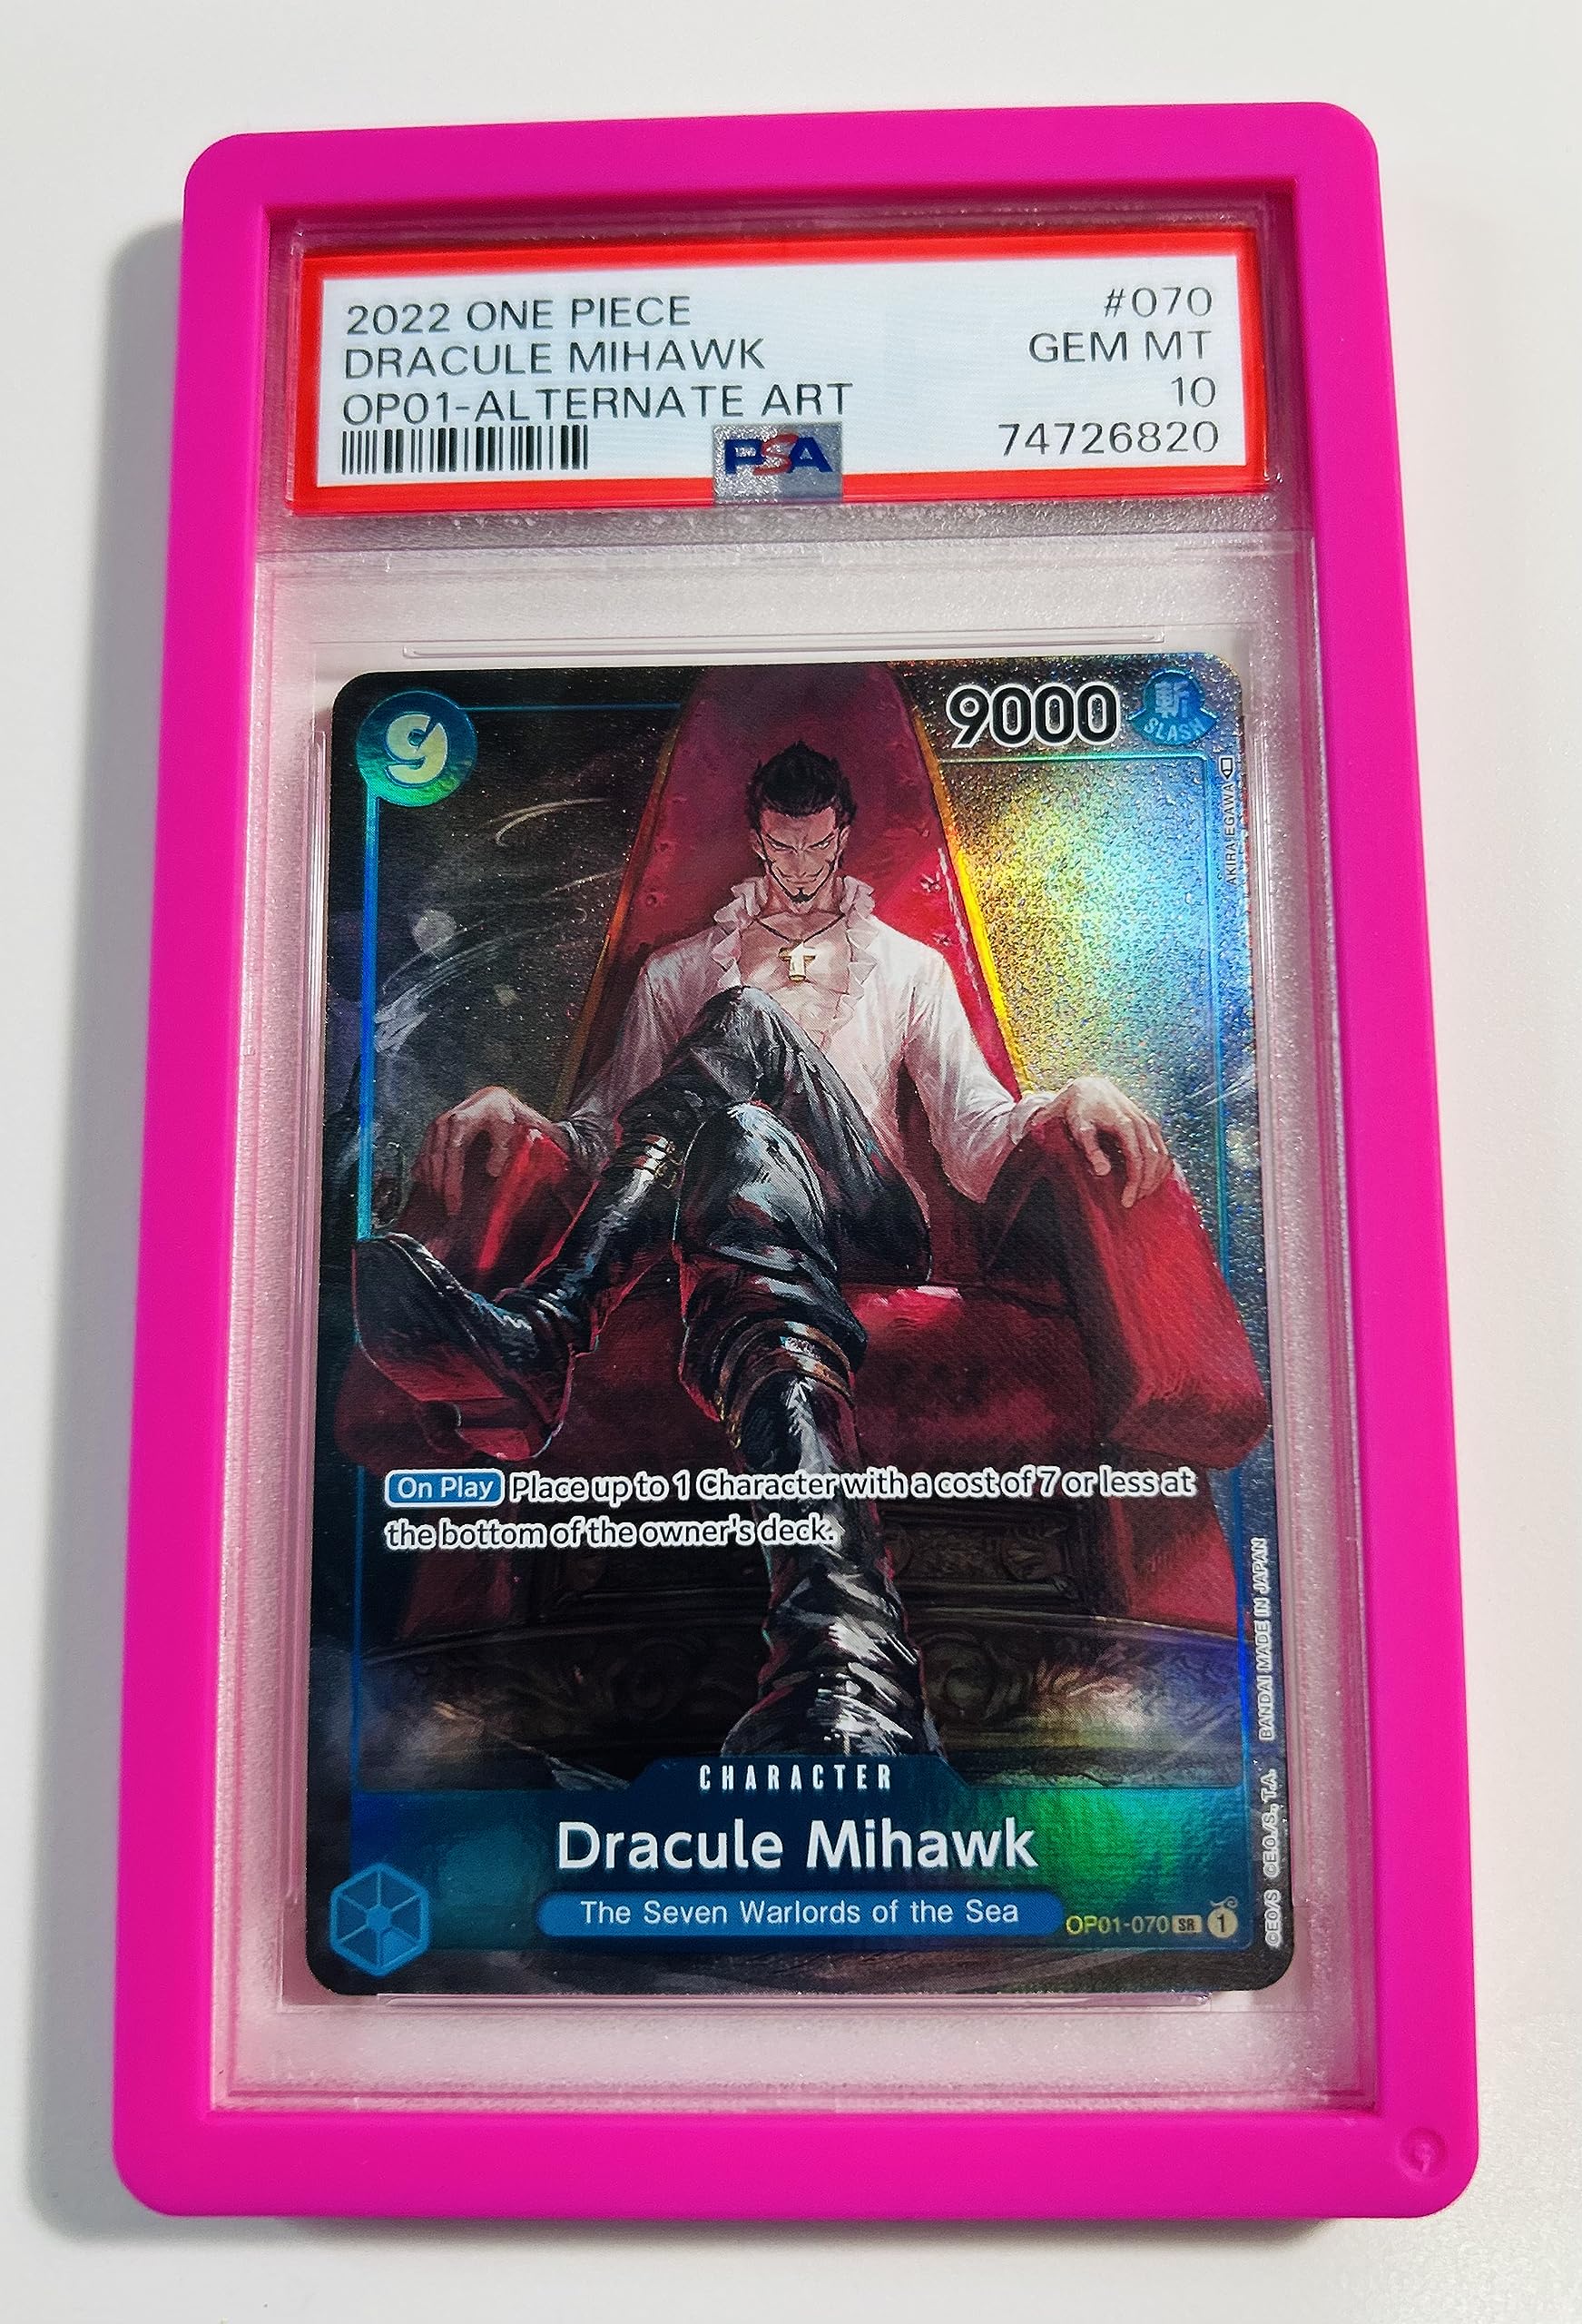 2022 ONE PIECE
#070
DRACULE MIHAWK
GEM MT
OP01-ALTERNATE ART
10
PSA
74726820
9
9000
斬
SLASH
AKIRA EGAWA
On Play Place up to 1 Character with a cost of 7 or less at
the bottom of the owner's deck.
CHARACTER
Dracule Mihawk
The Seven Warlords of the Sea
OP01-070 SR 1
©E.O/S ©E.O./S., T.A. BANDAI MADE IN JAPAN